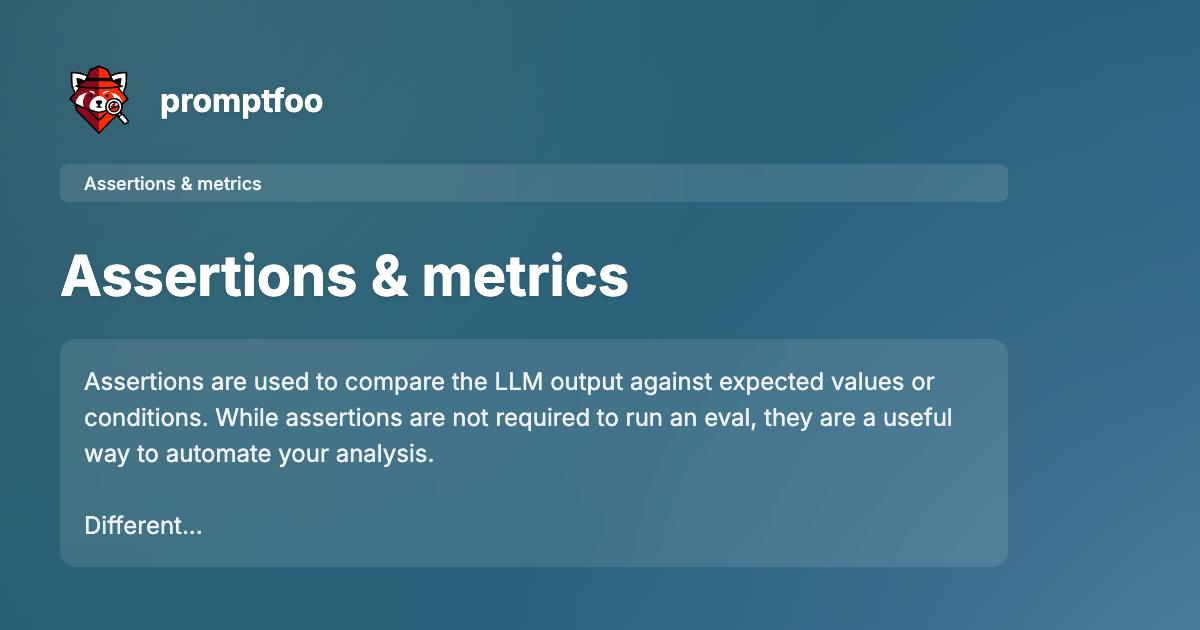 promptfoo
Assertions & metrics
Assertions & metrics
Assertions are used to compare the LLM output against expected values or
conditions. While assertions are not required to run an eval, they are a useful
way to automate your analysis.
Different...